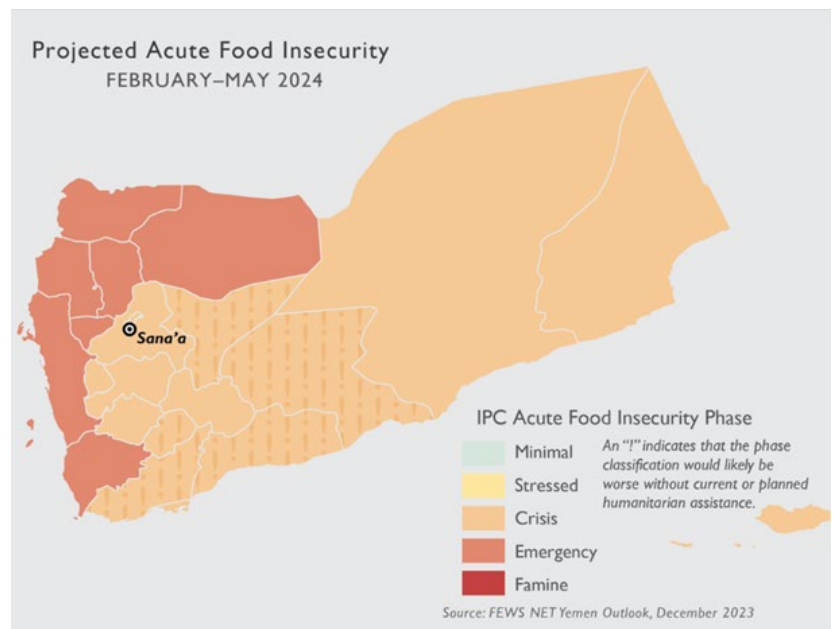 Projected Acute Food Insecurity
FEBRUARY–MAY 2024
Sana'a
IPC Acute Food Insecurity Phase
Minimal
Stressed
Crisis
Emergency
Famine
An "!" indicates that the phase
classification would likely be
worse without current or planned
humanitarian assistance.
Source: FEWS NET Yemen Outlook, December 2023